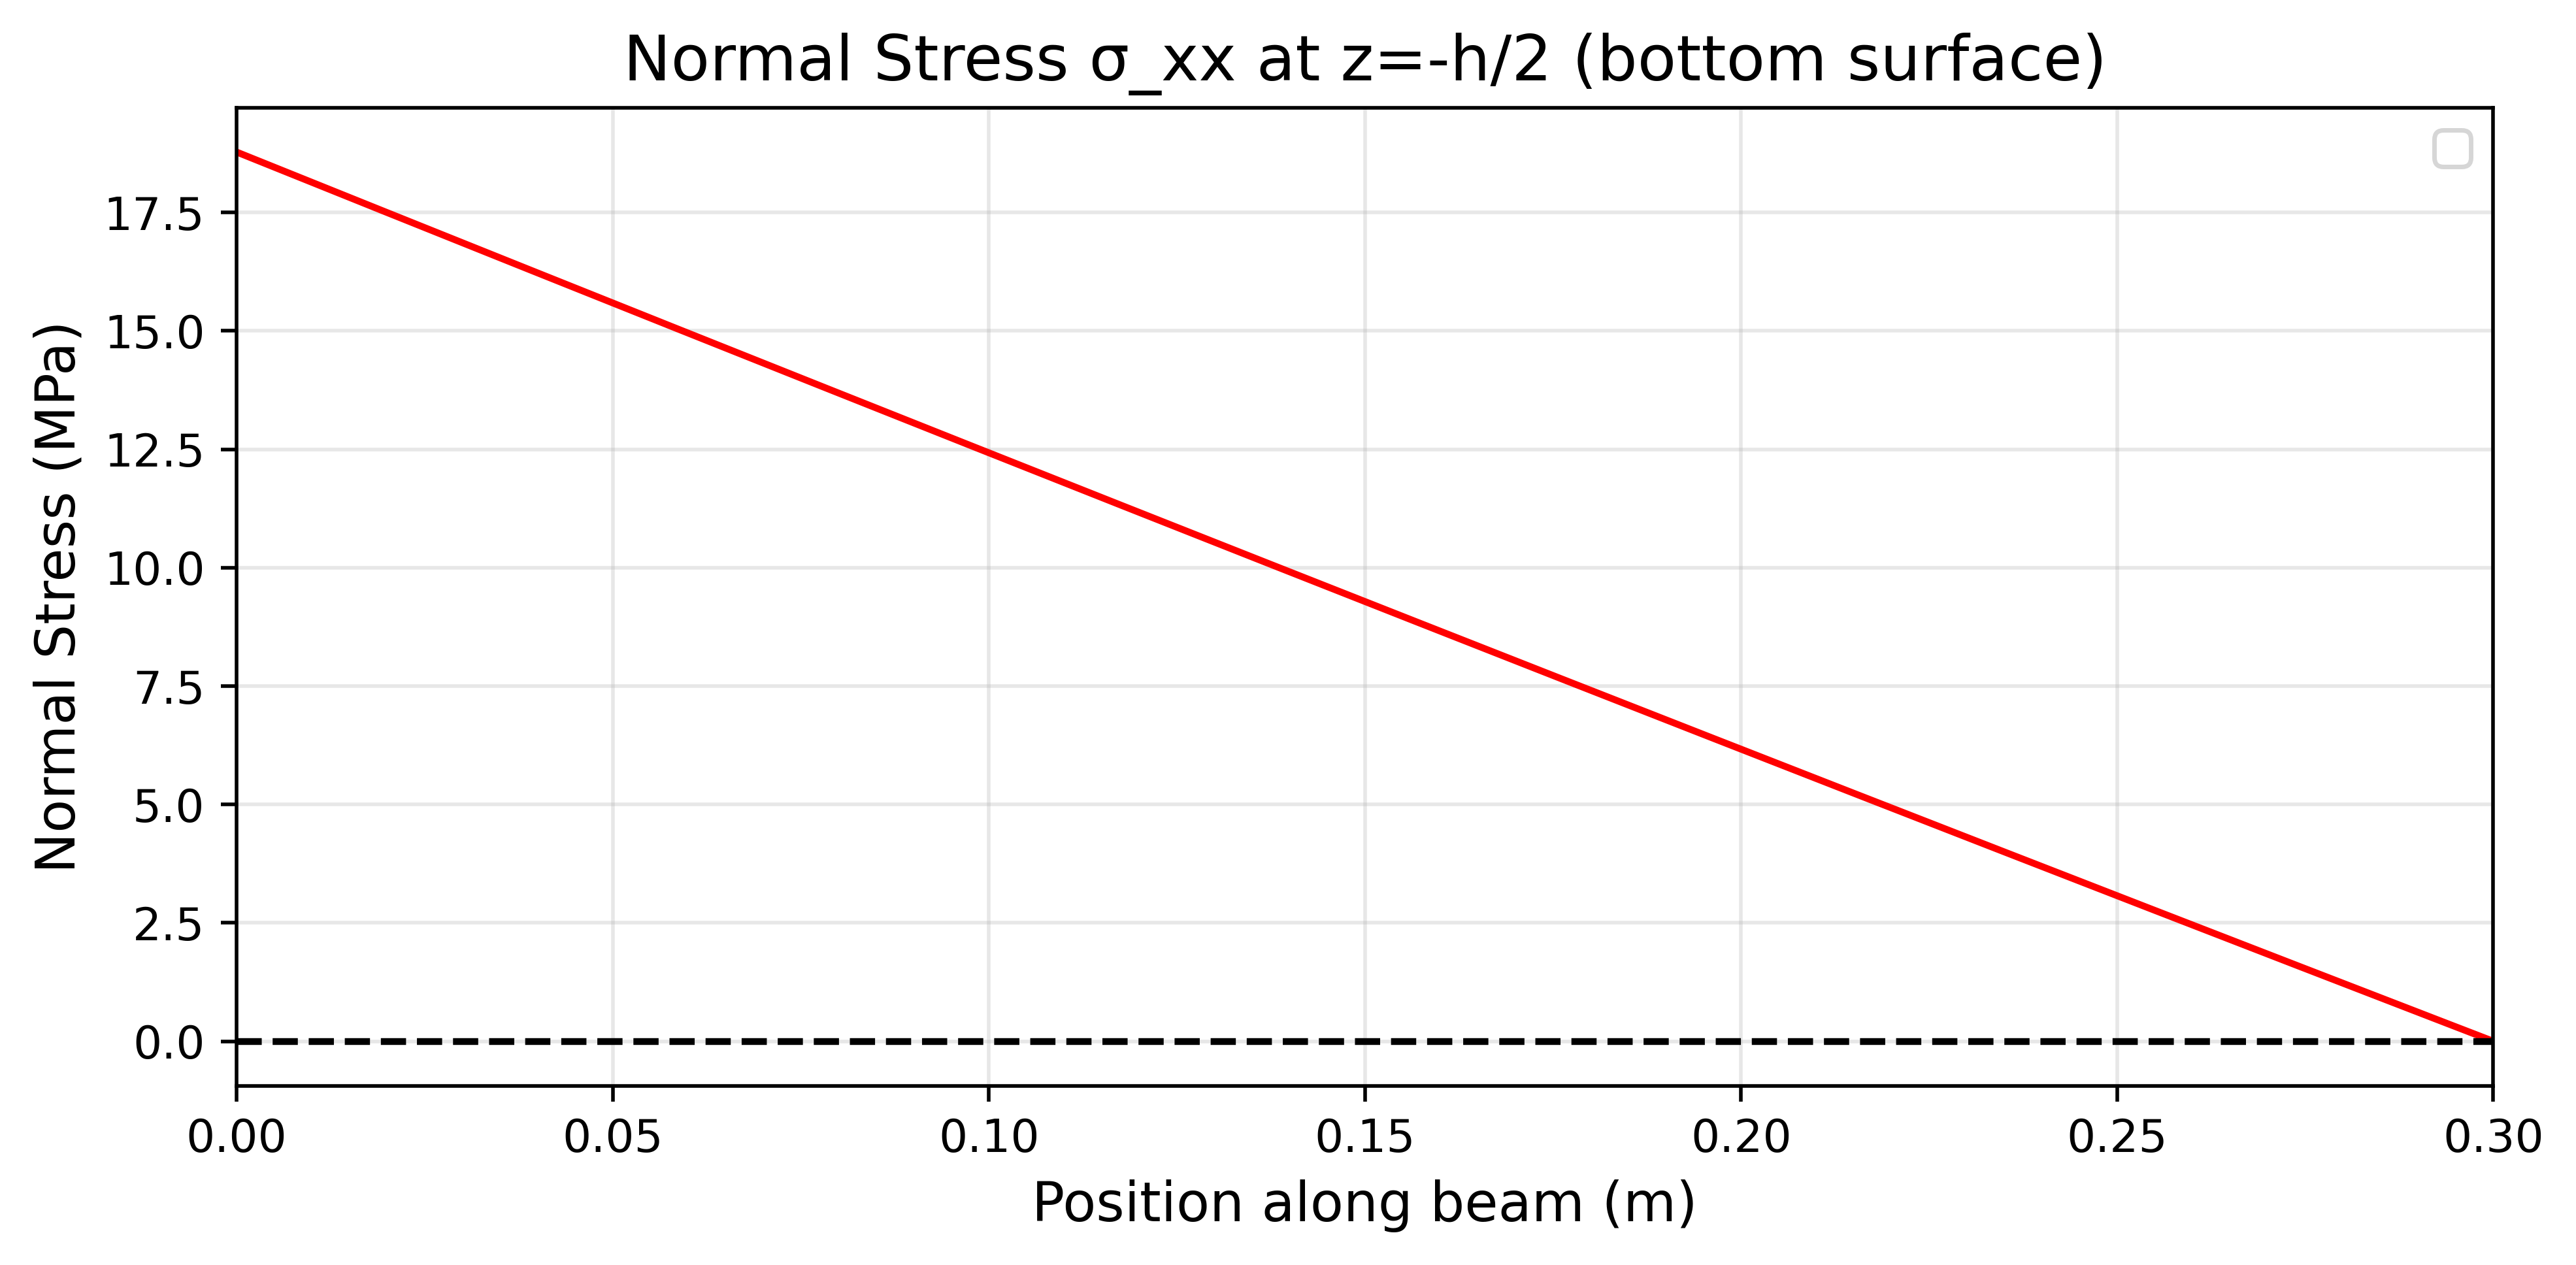 Normal Stress σ_xx at z=-h/2 (bottom surface)
Normal Stress (MPa)
17.5
15.0
12.5
10.0
7.5
5.0
2.5
0.0
0.00 0.05 0.10 0.15 0.20 0.25 0.30
Position along beam (m)